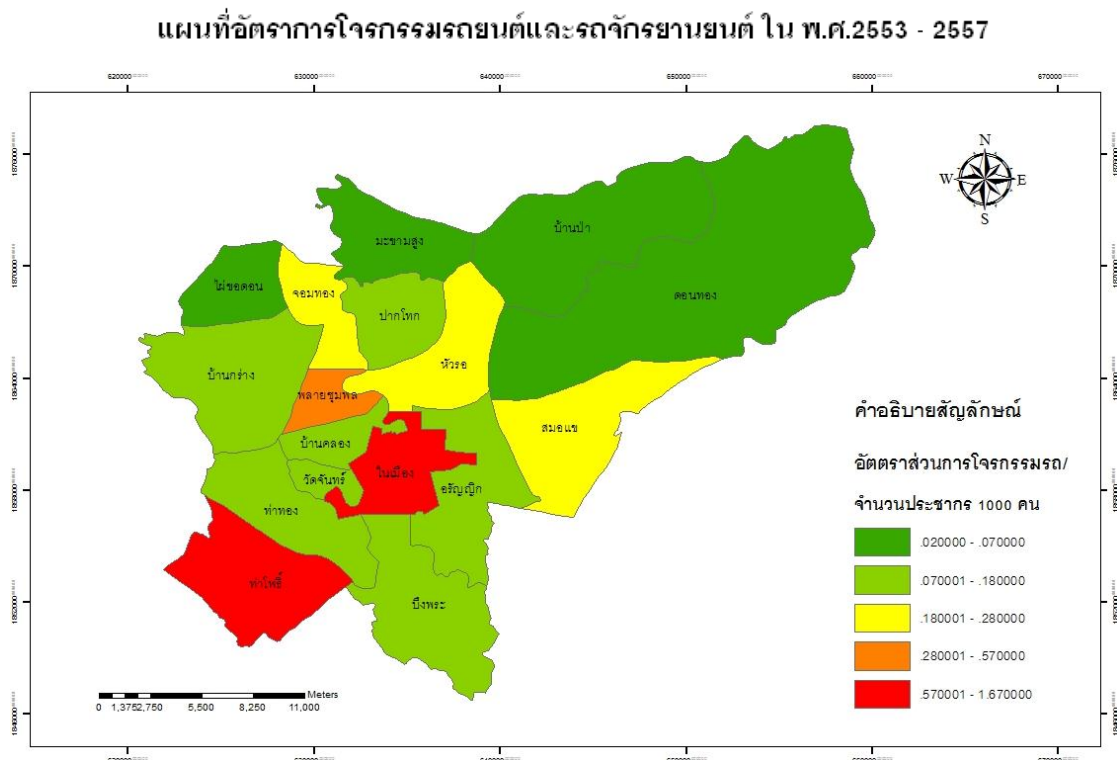 แผนที่อัตราการโจรกรรมรถยนต์และรถจักรยานยนต์ ใน พ.ศ.2553 - 2557
620000 630000 640000 650000 660000 670000
N
W E
S
บ้านป่า
มะขามสูง
ไผ่ขอดอน
จอมทอง
ดอนทอง
ปากโทก
หัวรอ
บ้านกร่าง
พลายชุมพล
สมอแข
บ้านคลอง
ในเมือง
วัดจันทร์
อรัญญิก
ท่าทอง
ท่าโพธิ์
บึงพระ
คำอธิบายสัญลักษณ์
อัตตราส่วนการโจรกรรมรถ/
จำนวนประชากร 1000 คน
.020000 - .070000
.070001 - .180000
.180001 - .280000
.280001 - .570000
.570001 - 1.670000
Meters
0 1,3752,750 5,500 8,250 11,000